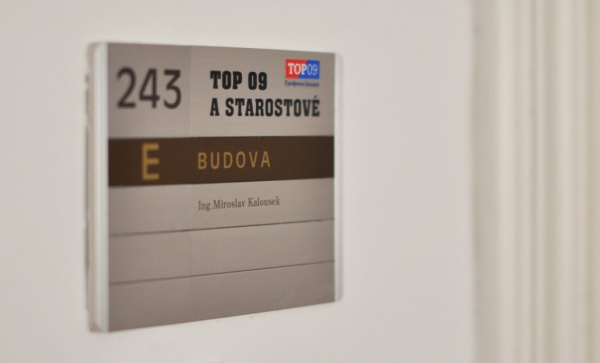 243
TOP 09
A STAROSTOVÉ
TOP09
E BUDOVA
Ing.Miroslav Kalousek